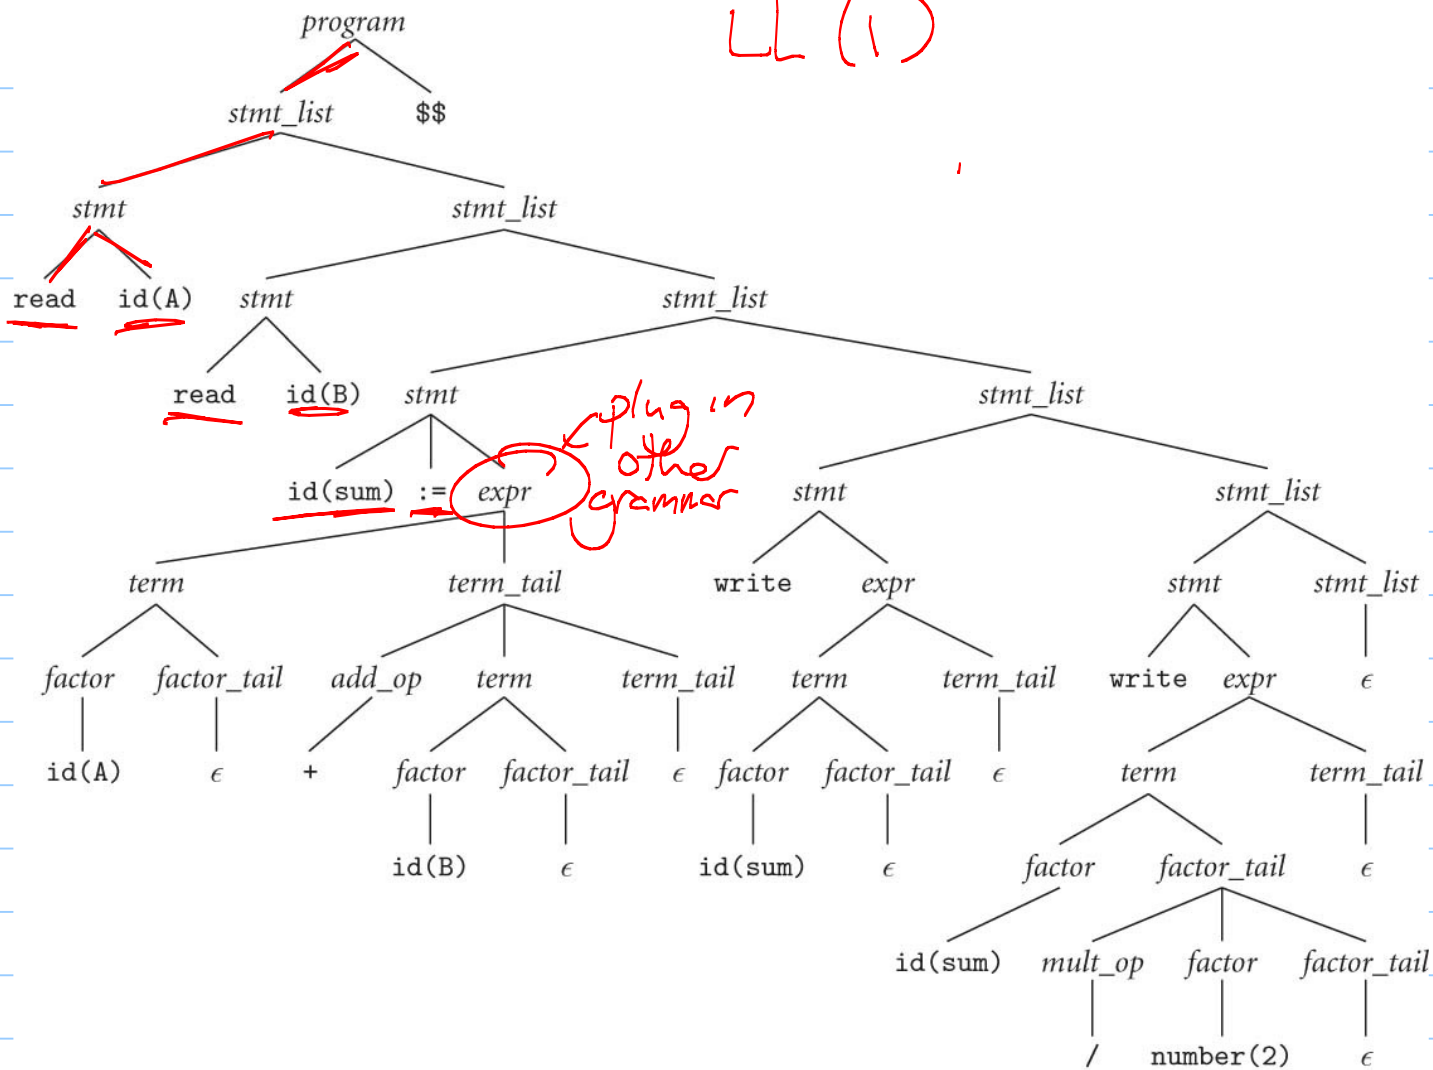 program LL (1)
stmt_list $$
stmt stmt_list
read id(A) stmt stmt_list
read id(B) stmt stmt_list
plug in
other
grammar
id(sum) := expr stmt stmt_list
term term_tail write expr stmt stmt_list
factor factor_tail add_op term term_tail term term_tail write expr ϵ
id(A) ϵ + factor factor_tail ϵ factor factor_tail ϵ term term_tail
id(B) ϵ id(sum) ϵ factor factor_tail ϵ
id(sum) mult_op factor factor_tail
/ number(2) ϵ